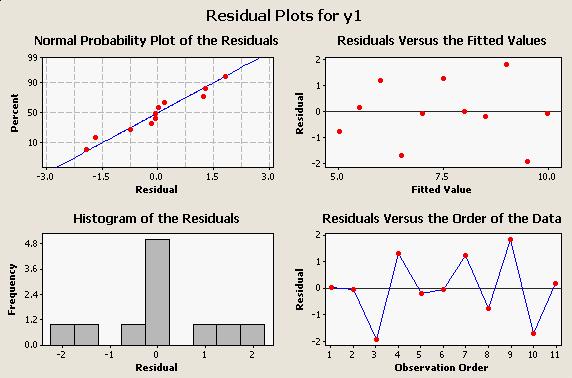 Residual Plots for y1
Normal Probability Plot of the Residuals
Percent
99
90
50
10
-3.0 -1.5 0.0 1.5 3.0
Residual
Residuals Versus the Fitted Values
Residual
2
1
0
-1
-2
5.0 7.5 10.0
Fitted Value
Histogram of the Residuals
Frequency
4.8
3.6
2.4
1.2
0.0
-2 -1 0 1 2
Residual
Residuals Versus the Order of the Data
Residual
2
1
0
-1
-2
1 2 3 4 5 6 7 8 9 10 11
Observation Order